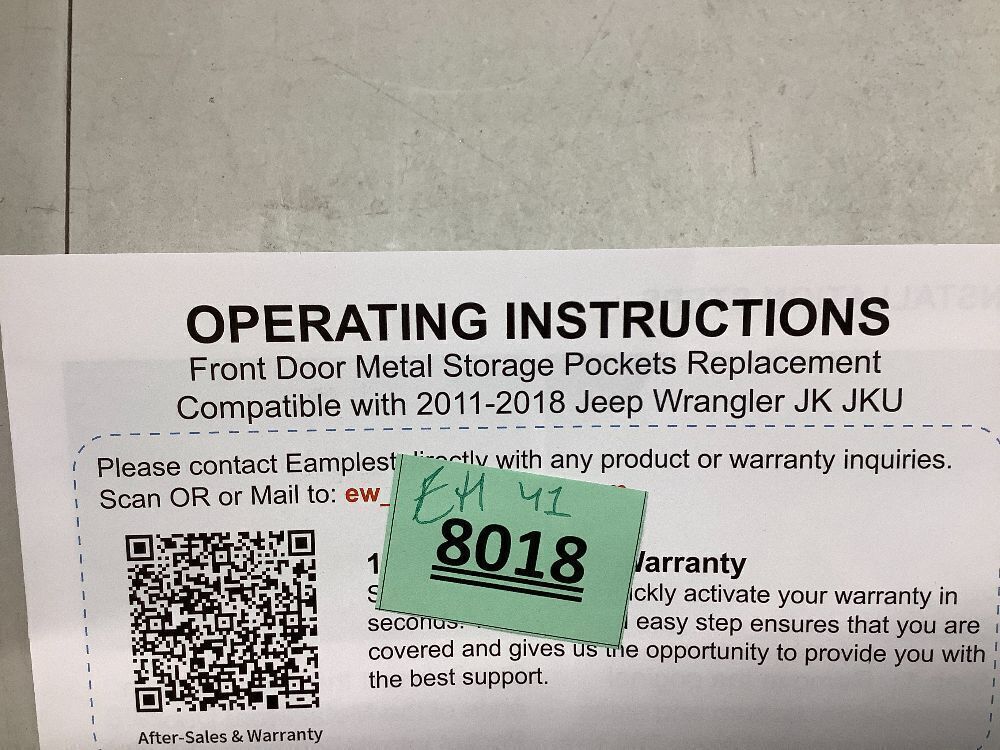 OPERATING INSTRUCTIONS
Front Door Metal Storage Pockets Replacement
Compatible with 2011-2018 Jeep Wrangler JK JKU
Please contact Eamplest directly with any product or warranty inquiries.
Scan OR or Mail to: ew_
EH 41
8018
Warranty
activate your warranty in
easy step ensures that you are
covered and gives us the opportunity to provide you with
the best support.
After-Sales & Warranty